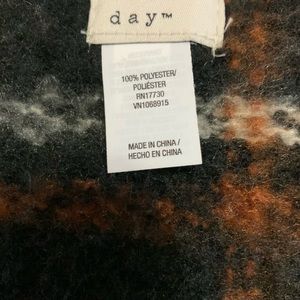 day™
100% POLYESTER/
POLIÉSTER
RN17730
VN1068915
MADE IN CHINA /
HECHO EN CHINA